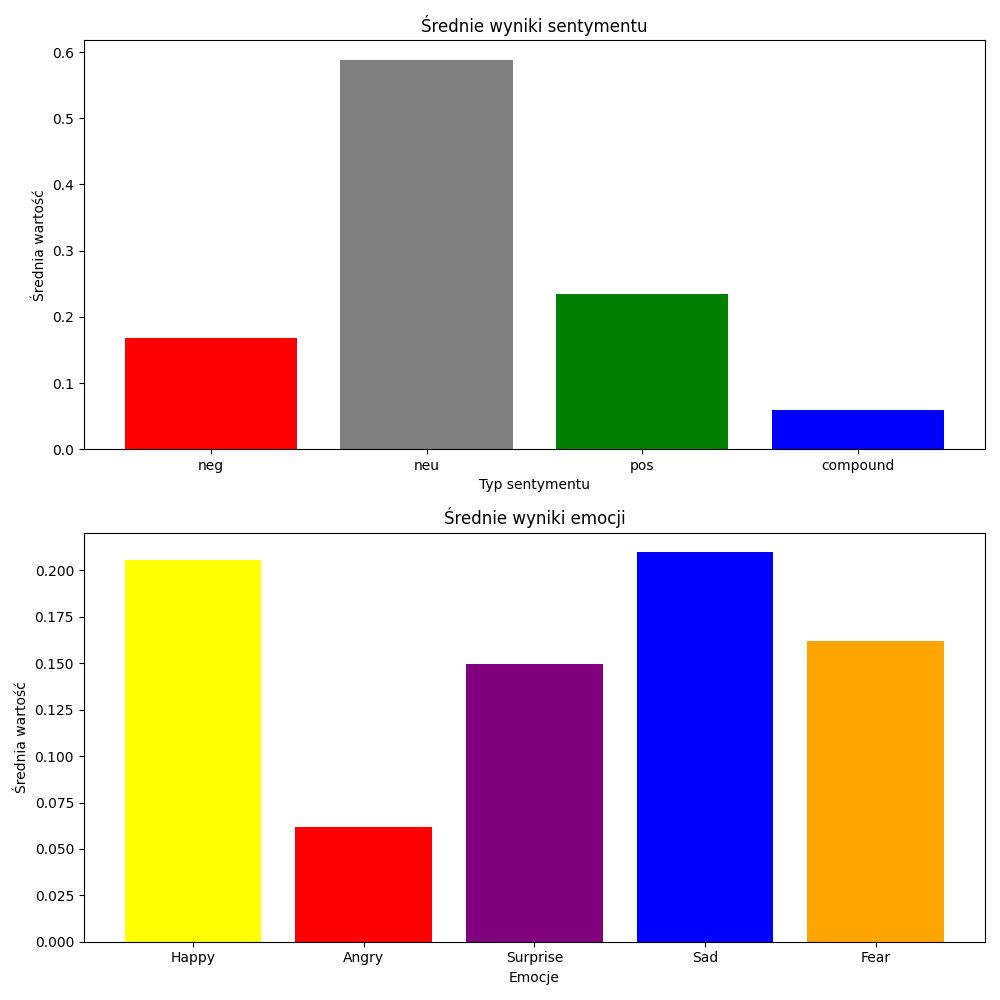 Średnie wyniki sentymentu
0.6
0.5
0.4
0.3
0.2
0.1
0.0
Średnia wartość
neg neu pos compound
Typ sentymentu
Średnie wyniki emocji
0.200
0.175
0.150
0.125
0.100
0.075
0.050
0.025
0.000
Średnia wartość
Happy Angry Surprise Sad Fear
Emocje